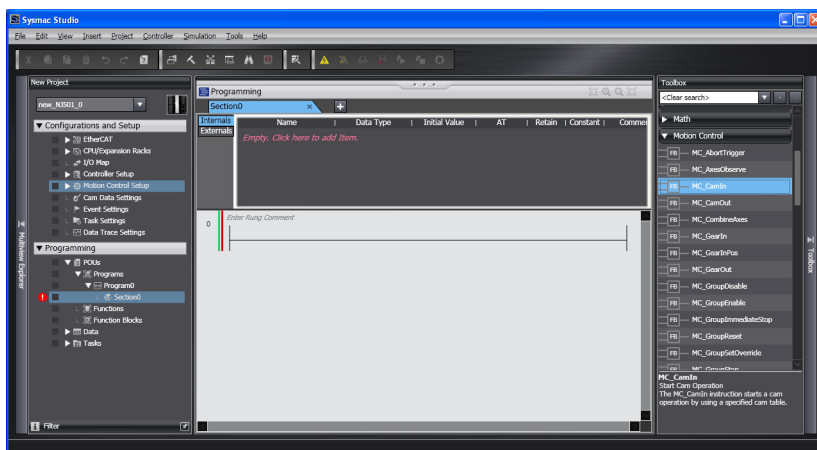 Sysmac Studio
File Edit View Insert Project Controller Simulation Tools Help
New Project
new_NJ501_0
Configurations and Setup
EtherCAT
CPU/Expansion Racks
I/O Map
Controller Setup
Motion Control Setup
Cam Data Settings
Event Settings
Task Settings
Data Trace Settings
Programming
POUs
Programs
Program0
Section0
Functions
Function Blocks
Data
Tasks
Filter
Multiview Explorer
Programming
Section0
Internals
Externals
Name Data Type Initial Value AT Retain Constant Commen
Empty. Click here to add Item.
0
Enter Rung Comment
Toolbox
<Clear search>
Math
Motion Control
FB MC_AbortTrigger
FB MC_AxesObserve
FB MC_CamIn
FB MC_CamOut
FB MC_CombineAxes
FB MC_GearIn
FB MC_GearInPos
FB MC_GearOut
FB MC_GroupDisable
FB MC_GroupEnable
FB MC_GroupImmediateStop
FB MC_GroupReset
FB MC_GroupSetOverride
FB MC_GroupStop
MC_CamIn
Start Cam Operation
The MC_CamIn instruction starts a cam
operation by using a specified cam table.
Toolbox